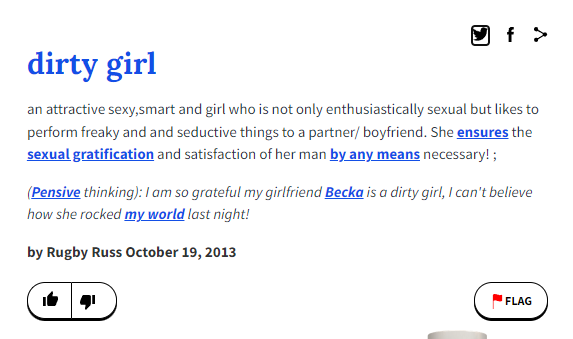 dirty girl
an attractive sexy,smart and girl who is not only enthusiastically sexual but likes to
perform freaky and and seductive things to a partner/ boyfriend. She ensures the
sexual gratification and satisfaction of her man by any means necessary! ;
(Pensive thinking): I am so grateful my girlfriend Becka is a dirty girl, I can't believe
how she rocked my world last night!
by Rugby Russ October 19, 2013
FLAG